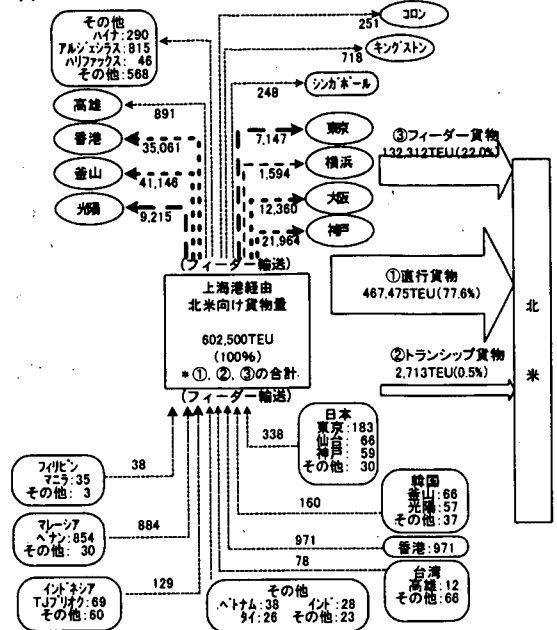 その他
ハイナ:290
アルジェシラス:815
ハリファックス: 46
その他:568
251
コロン
718
キングストン
248
シンガポール
高雄
891
香港
35,061
釜山
41,146
光陽
9,215
7,147
東京
1,594
横浜
12,360
大阪
21,964
神戸
③フィーダー貨物
132,312TEU(22.0%)
(フィーダー輸送)
上海港経由
北米向け貨物量
602,500TEU
(100%)
*①、②、③の合計
(フィーダー輸送)
①直行貨物
467,475TEU(77.6%)
②トランシップ貨物
2,713TEU(0.5%)
北
米
338
日本
東京:183
仙台: 66
神戸: 59
その他: 30
フィリピン
マニラ:35
その他: 3
38
160
韓国
釜山:66
光陽:57
その他:37
マレーシア
ペナン:854
その他: 30
884
971
香港:971
78
台湾
高雄:12
その他:66
インドネシア
TJプリオク:69
その他:60
129
その他
ベトナム:38 インド:28
タイ:26 その他:23